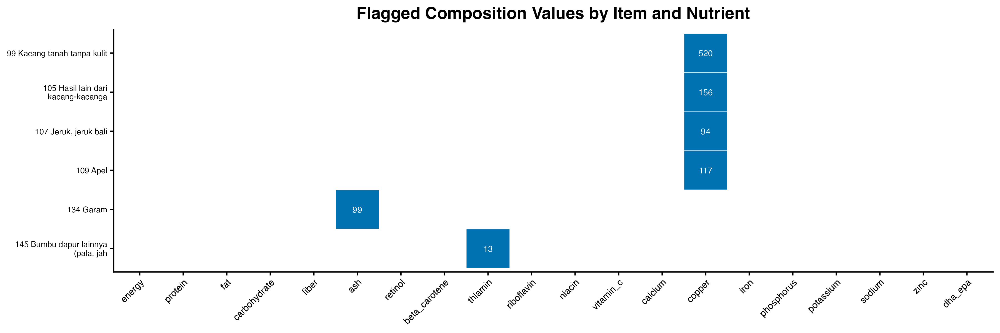 Flagged Composition Values by Item and Nutrient
99 Kacang tanah tanpa kulit
520
105 Hasil lain dari
kacang-kacanga
156
107 Jeruk, jeruk bali
94
109 Apel
117
134 Garam
99
145 Bumbu dapur lainnya
(pala, jah
13
energy
protein
fat
carbohydrate
fiber
ash
retinol
beta_carotene
thiamin
riboflavin
niacin
vitamin_c
calcium
copper
iron
phosphorus
potassium
sodium
zinc
dha_epa